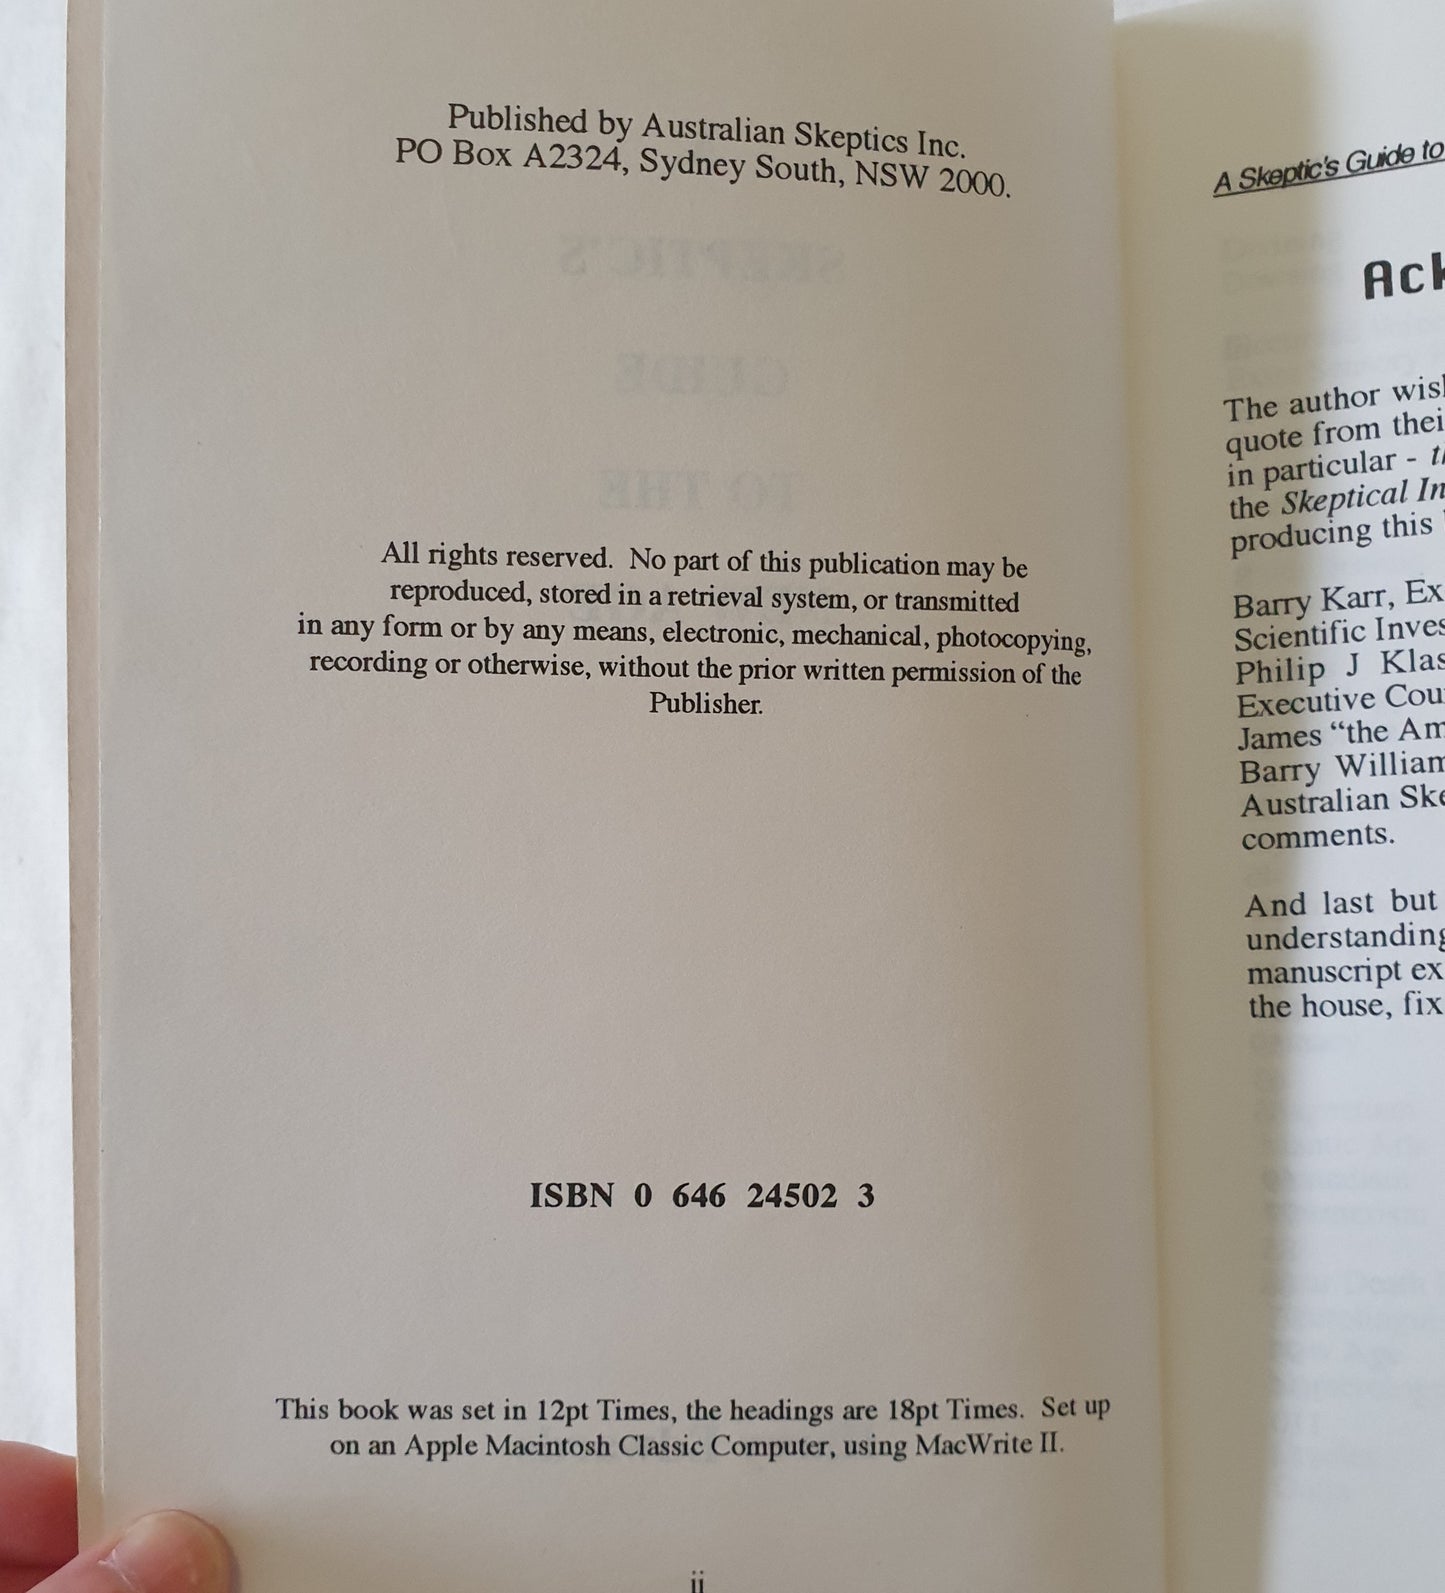 Published by Australian Skeptics Inc.
PO Box A2324, Sydney South, NSW 2000.
All rights reserved. No part of this publication may be
reproduced, stored in a retrieval system, or transmitted
in any form or by any means, electronic, mechanical, photocopying,
recording or otherwise, without the prior written permission of the
Publisher.
ISBN 0 646 24502 3
This book was set in 12pt Times, the headings are 18pt Times. Set up
on an Apple Macintosh Classic Computer, using MacWrite II.
ii
A Skeptic's Guide to
Ack
The author wish
quote from thei
in particular - th
the Skeptical In
producing this
Barry Karr, Ex
Scientific Inves
Philip J Klas
Executive Cou
James "the Am
Barry William
Australian Ske
comments.
And last but
understanding
manuscript ex
the house, fix